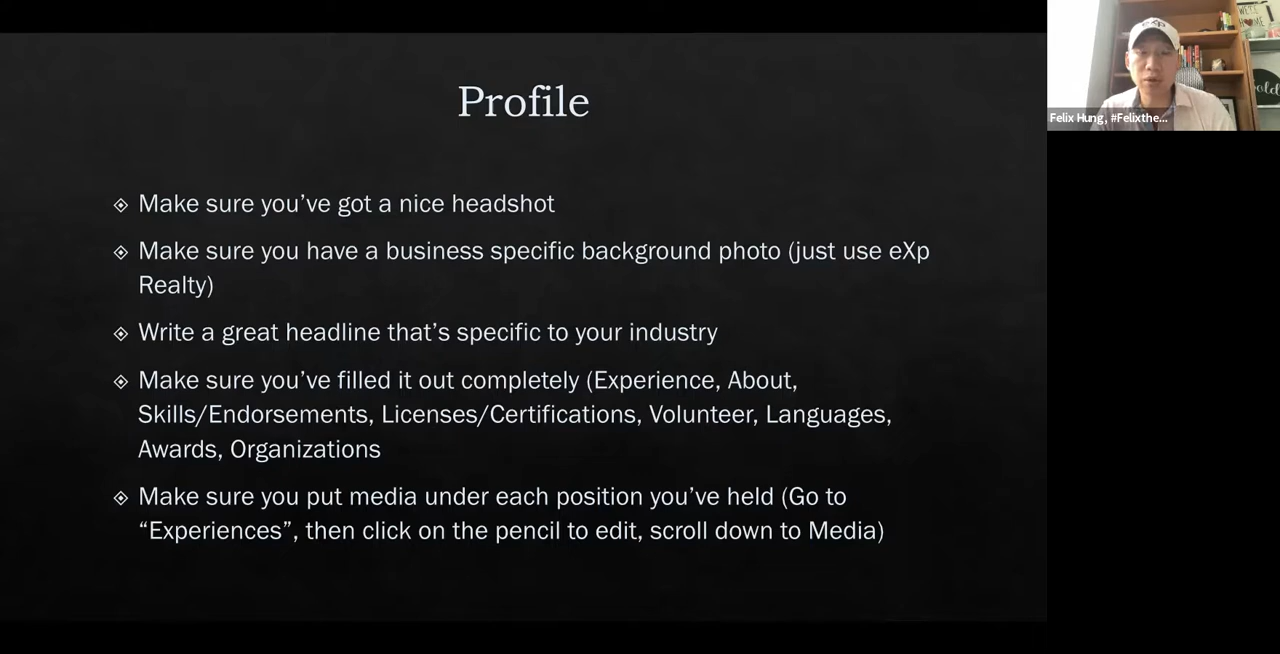 Profile
Make sure you’ve got a nice headshot
Make sure you have a business specific background photo (just use eXp
Realty)
Write a great headline that’s specific to your industry
Make sure you’ve filled it out completely (Experience, About,
Skills/Endorsements, Licenses/Certifications, Volunteer, Languages,
Awards, Organizations
Make sure you put media under each position you’ve held (Go to
“Experiences”, then click on the pencil to edit, scroll down to Media)
eXp
Felix Hung, #Felixthe...